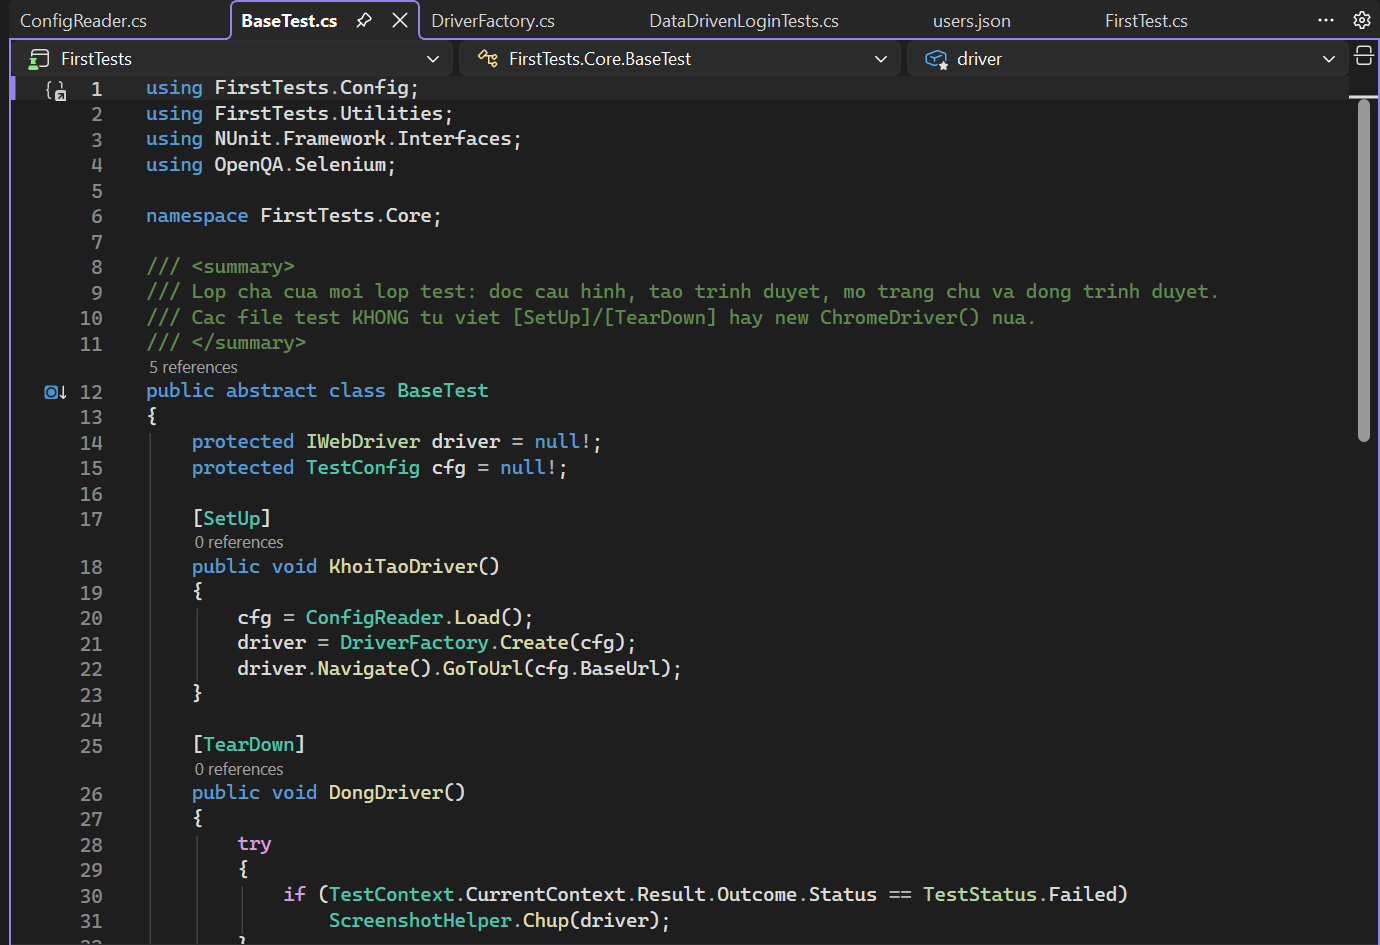 ConfigReader.cs
BaseTest.cs
DriverFactory.cs
DataDrivenLoginTests.cs
users.json
FirstTest.cs
FirstTests
FirstTests.Core.BaseTest
driver
1 using FirstTests.Config;
2 using FirstTests.Utilities;
3 using NUnit.Framework.Interfaces;
4 using OpenQA.Selenium;
5
6 namespace FirstTests.Core;
7
8 /// <summary>
9 /// Lop cha cua moi lop test: doc cau hinh, tao trinh duyet, mo trang chu va dong trinh duyet.
10 /// Cac file test KHONG tu viet [SetUp]/[TearDown] hay new ChromeDriver() nua.
11 /// </summary>
5 references
12 public abstract class BaseTest
13 {
14 protected IWebDriver driver = null!;
15 protected TestConfig cfg = null!;
16
17 [SetUp]
0 references
18 public void KhoiTaoDriver()
19 {
20 cfg = ConfigReader.Load();
21 driver = DriverFactory.Create(cfg);
22 driver.Navigate().GoToUrl(cfg.BaseUrl);
23 }
24
25 [TearDown]
0 references
26 public void DongDriver()
27 {
28 try
29 {
30 if (TestContext.CurrentContext.Result.Outcome.Status == TestStatus.Failed)
31 ScreenshotHelper.Chup(driver);